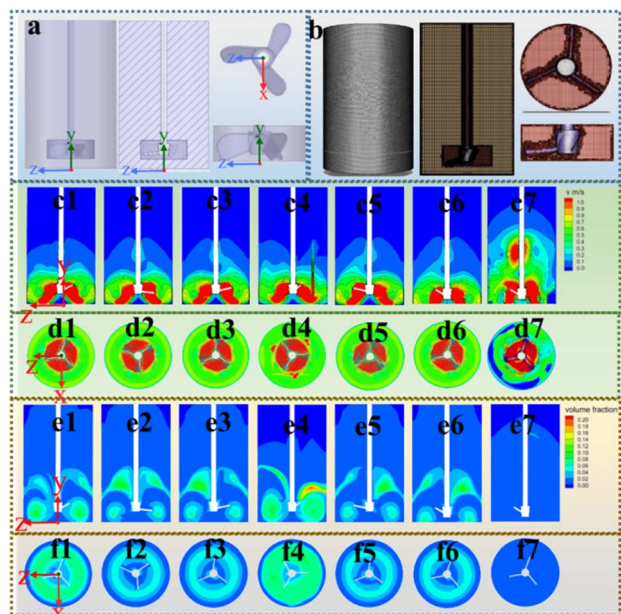 a
b
z
x
y
z
y
z
y
z
x
c1 c2 c3 c4 c5 c6 c7
v m/s
1.0
0.9
0.8
0.7
0.6
0.5
0.4
0.3
0.2
0.1
0.0
y
z
d1 d2 d3 d4 d5 d6 d7
z
x
e1 e2 e3 e4 e5 e6 e7
volume fraction
0.20
0.18
0.16
0.14
0.12
0.10
0.08
0.06
0.04
0.02
0.00
y
z
f1 f2 f3 f4 f5 f6 f7
z
x